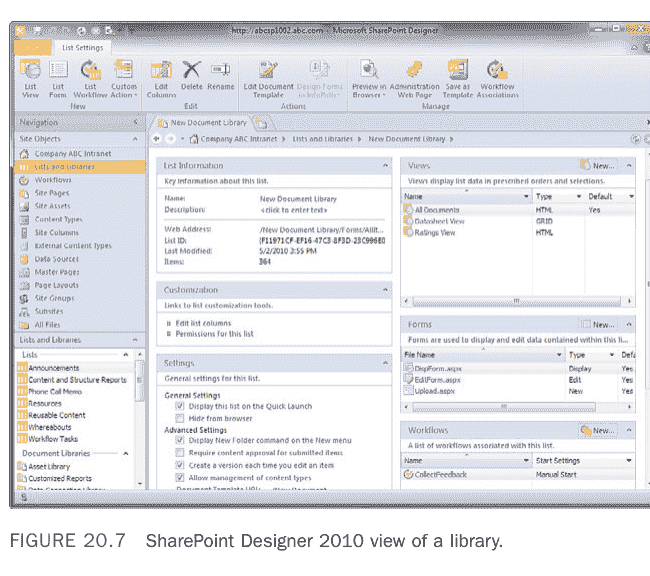 http://abcsp1002.abc.com - Microsoft SharePoint Designer
List Settings
List View
List Form
List Workflow
Custom Action
Edit Columns
Delete
Rename
Edit Document Template
Design Forms in InfoPath
Preview in Browser
Administration Web Page
Save as Template
Workflow Associations
New
Edit
Actions
Manage
Navigation
Site Objects
Company ABC Intranet
Lists and Libraries
Workflows
Site Pages
Site Assets
Content Types
Site Columns
External Content Types
Data Sources
Master Pages
Page Layouts
Site Groups
Subsites
All Files
Lists and Libraries
Lists
Announcements
Content and Structure Reports
Phone Call Memo
Resources
Reusable Content
Whereabouts
Workflow Tasks
Document Libraries
Asset Library
Customized Reports
New Document Library
Company ABC Intranet
Lists and Libraries
New Document Library
List Information
Key information about this list.
Name: New Document Library
Description: <click to enter text>
Web Address: /New Document Library/Forms/AllIt...
List ID:
Last Modified: 5/2/2010 3:55 PM
Items: 364
Customization
Links to list customization tools.
Edit list columns
Permissions for this list
Settings
General settings for this list.
General Settings
Display this list on the Quick Launch
Hide from browser
Advanced Settings
Display New Folder command on the New menu
Require content approval for submitted items
Create a version each time you edit an item
Allow management of content types
Views
New...
Views display list data in prescribed orders and selections.
Name Type Default
All Documents HTML Yes
Datasheet View GRID
Ratings View HTML
Forms
New...
Forms are used to display and edit data contained within this li...
File Name Type Defa
DispForm.aspx Display Yes
EditForm.aspx Edit Yes
Upload.aspx New Yes
Workflows
New...
A list of workflows associated with this list.
Name Start Settings
CollectFeedback Manual Start
FIGURE 20.7 SharePoint Designer 2010 view of a library.